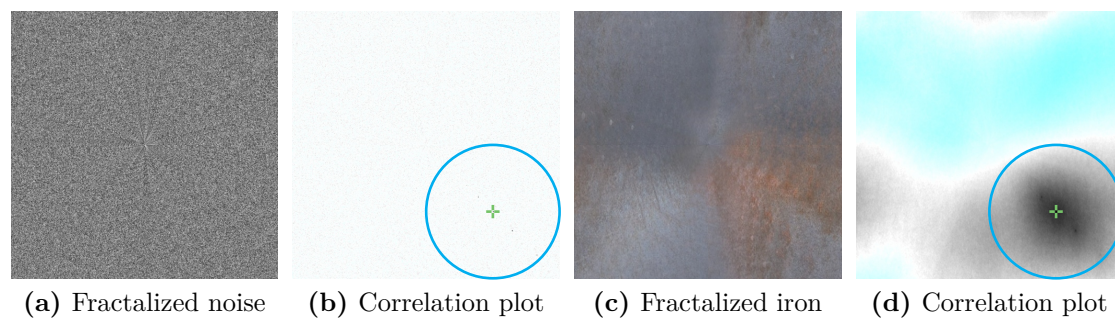 (a) Fractalized noise
(b) Correlation plot
(c) Fractalized iron
(d) Correlation plot